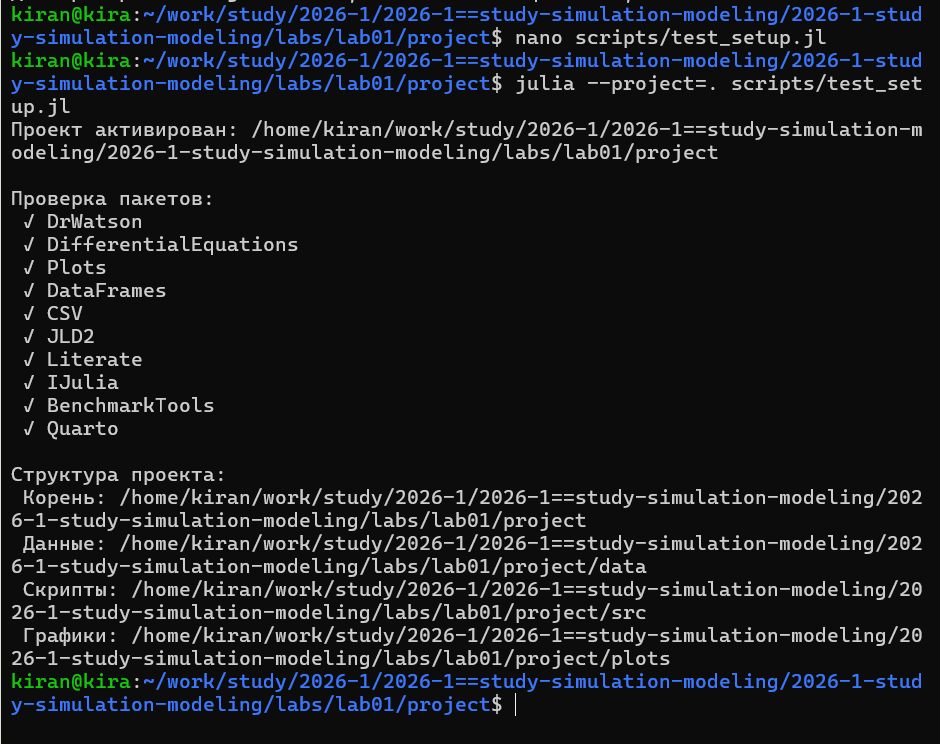 kiran@kira:~/work/study/2026-1/2026-1==study-simulation-modeling/2026-1-stud
y-simulation-modeling/labs/lab01/project$ nano scripts/test_setup.jl
kiran@kira:~/work/study/2026-1/2026-1==study-simulation-modeling/2026-1-stud
y-simulation-modeling/labs/lab01/project$ julia --project=. scripts/test_set
up.jl
Проект активирован: /home/kiran/work/study/2026-1/2026-1==study-simulation-m
odeling/2026-1-study-simulation-modeling/labs/lab01/project

Проверка пакетов:
 ✓ DrWatson
 ✓ DifferentialEquations
 ✓ Plots
 ✓ DataFrames
 ✓ CSV
 ✓ JLD2
 ✓ Literate
 ✓ IJulia
 ✓ BenchmarkTools
 ✓ Quarto

Структура проекта:
 Корень: /home/kiran/work/study/2026-1/2026-1==study-simulation-modeling/202
6-1-study-simulation-modeling/labs/lab01/project
 Данные: /home/kiran/work/study/2026-1/2026-1==study-simulation-modeling/202
6-1-study-simulation-modeling/labs/lab01/project/data
 Скрипты: /home/kiran/work/study/2026-1/2026-1==study-simulation-modeling/20
26-1-study-simulation-modeling/labs/lab01/project/src
 Графики: /home/kiran/work/study/2026-1/2026-1==study-simulation-modeling/20
26-1-study-simulation-modeling/labs/lab01/project/plots
kiran@kira:~/work/study/2026-1/2026-1==study-simulation-modeling/2026-1-stud
y-simulation-modeling/labs/lab01/project$